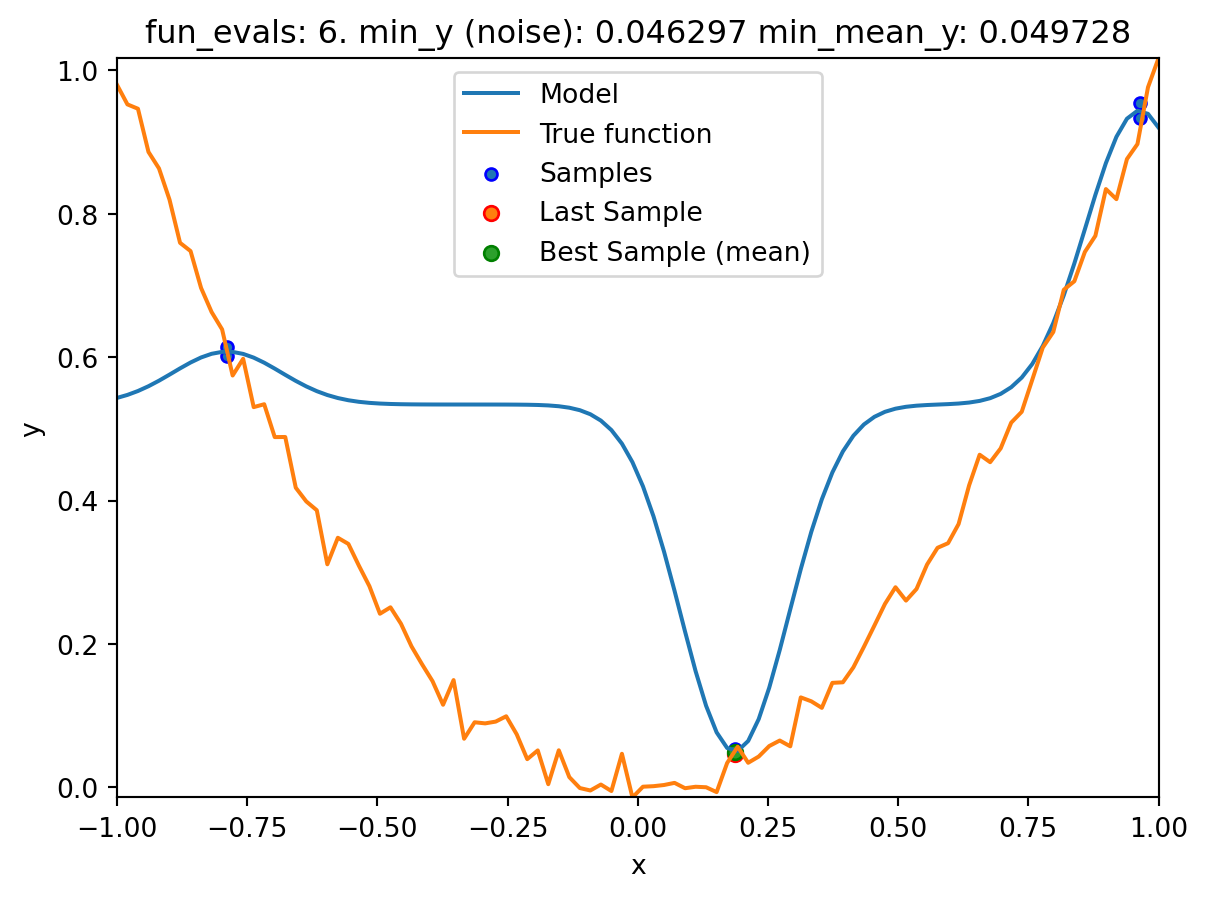 fun_evals: 6. min_y (noise): 0.046297 min_mean_y: 0.049728
Model
True function
Samples
Last Sample
Best Sample (mean)
1.0
0.8
0.6
0.4
0.2
0.0
y
−1.00 −0.75 −0.50 −0.25 0.00 0.25 0.50 0.75 1.00
x